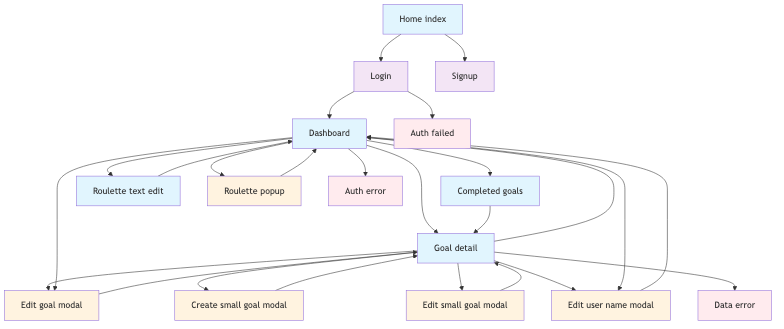 Home index
Login
Signup
Dashboard
Auth failed
Roulette text edit
Roulette popup
Auth error
Completed goals
Goal detail
Edit goal modal
Create small goal modal
Edit small goal modal
Edit user name modal
Data error